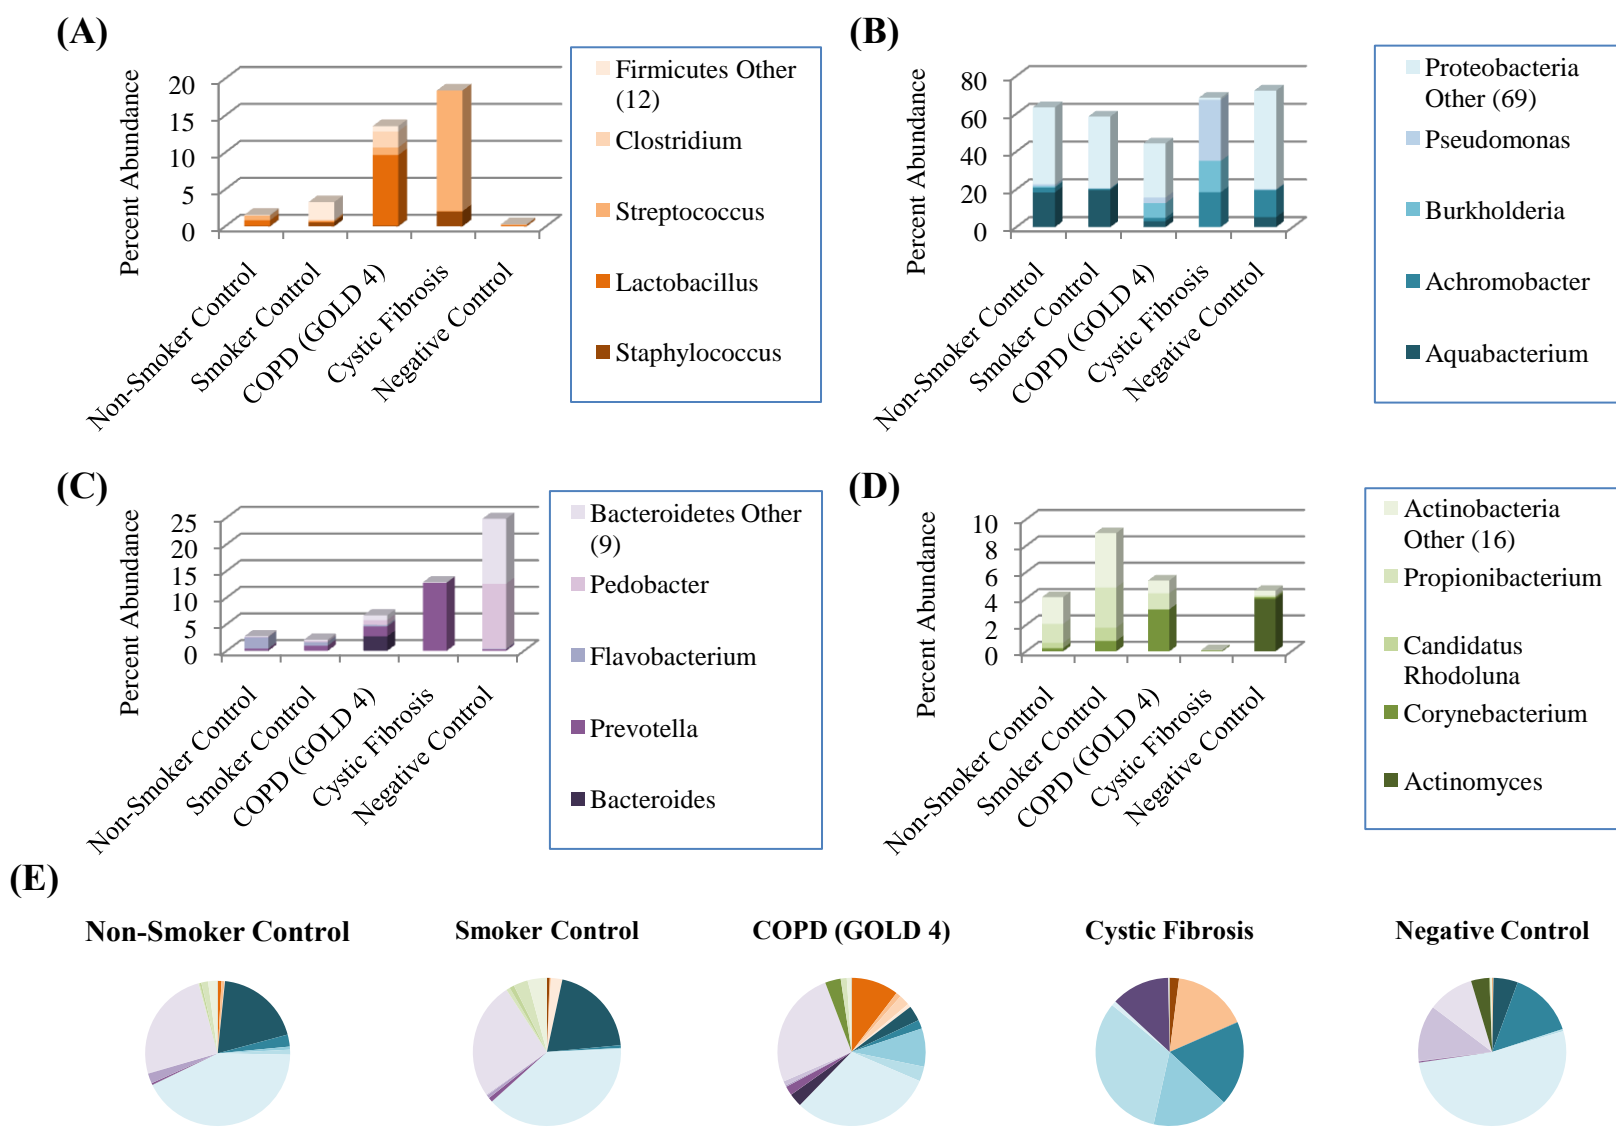 (A)
Percent Abundance
20
15
10
5
0
Non-Smoker Control
Smoker Control
COPD (GOLD 4)
Cystic Fibrosis
Negative Control
Firmicutes Other
(12)
Clostridium
Streptococcus
Lactobacillus
Staphylococcus
(B)
Percent Abundance
80
60
40
20
0
Non-Smoker Control
Smoker Control
COPD (GOLD 4)
Cystic Fibrosis
Negative Control
Proteobacteria
Other (69)
Pseudomonas
Burkholderia
Achromobacter
Aquabacterium
(C)
Percent Abundance
25
20
15
10
5
0
Non-Smoker Control
Smoker Control
COPD (GOLD 4)
Cystic Fibrosis
Negative Control
Bacteroidetes Other
(9)
Pedobacter
Flavobacterium
Prevotella
Bacteroides
(D)
Percent Abundance
10
8
6
4
2
0
Non-Smoker Control
Smoker Control
COPD (GOLD 4)
Cystic Fibrosis
Negative Control
Actinobacteria
Other (16)
Propionibacterium
Candidatus
Rhodoluna
Corynebacterium
Actinomyces
(E)
Non-Smoker Control
Smoker Control
COPD (GOLD 4)
Cystic Fibrosis
Negative Control